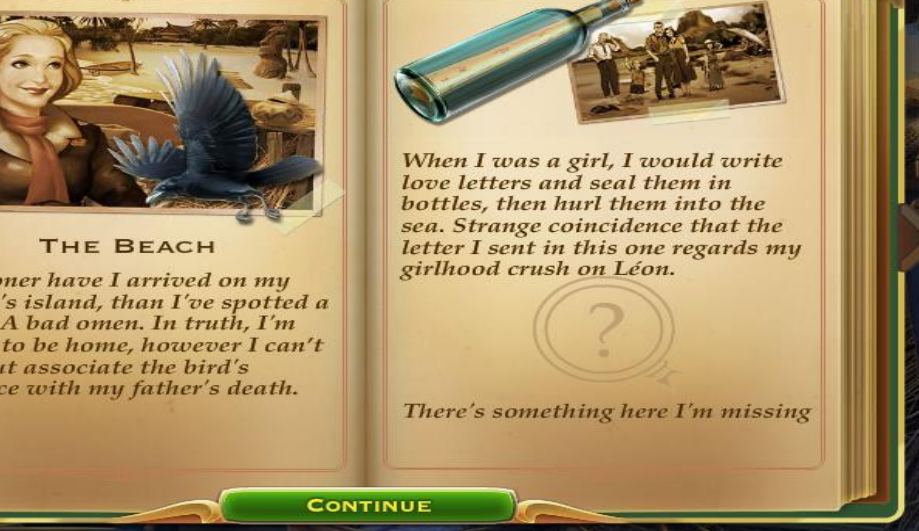 THE BEACH
have I arrived on my
island, than I've spotted a
A bad omen. In truth, I'm
to be home, however I can't
associate the bird's
with my father's death.
When I was a girl, I would write
love letters and seal them in
bottles, then hurl them into the
sea. Strange coincidence that the
letter I sent in this one regards my
girlhood crush on Léon.
?
There's something here I'm missing
CONTINUE